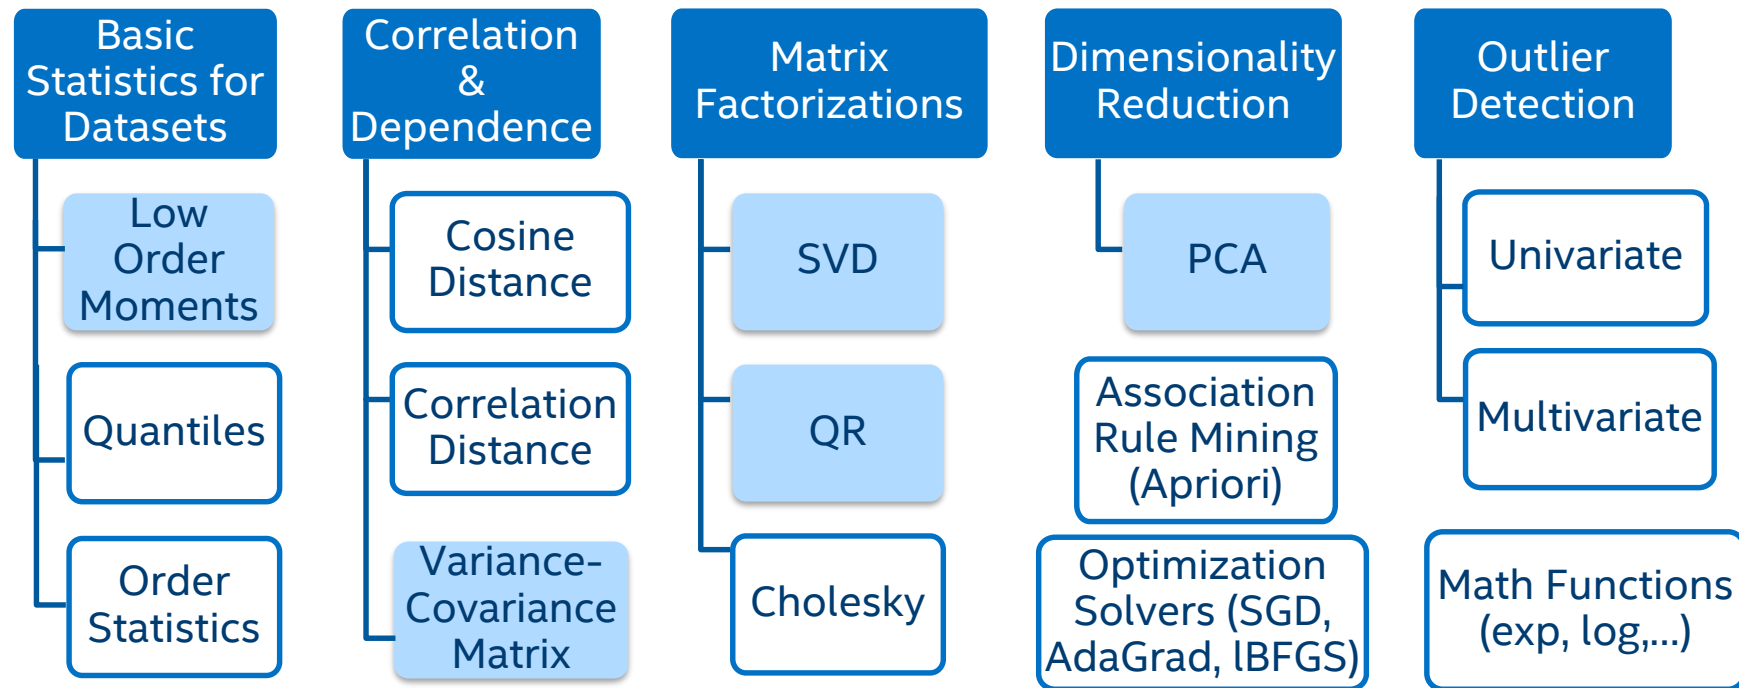 Basic
Statistics for
Datasets
Low
Order
Moments
Quantiles
Order
Statistics
Correlation
&
Dependence
Cosine
Distance
Correlation
Distance
Variance-
Covariance
Matrix
Matrix
Factorizations
SVD
QR
Cholesky
Dimensionality
Reduction
PCA
Association
Rule Mining
(Apriori)
Optimization
Solvers (SGD,
AdaGrad, lBFGS)
Outlier
Detection
Univariate
Multivariate
Math Functions
(exp, log,...)